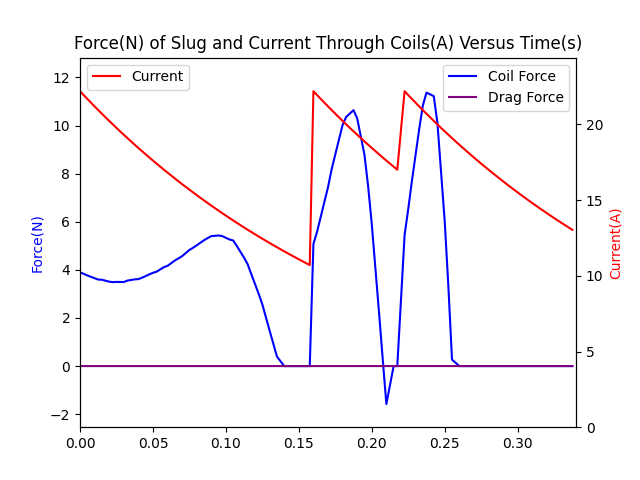 Force(N) of Slug and Current Through Coils(A) Versus Time(s)
Current
Coil Force
Drag Force
12
10
8
6
4
2
0
−2
Force(N)
20
15
10
5
0
Current(A)
0.00 0.05 0.10 0.15 0.20 0.25 0.30